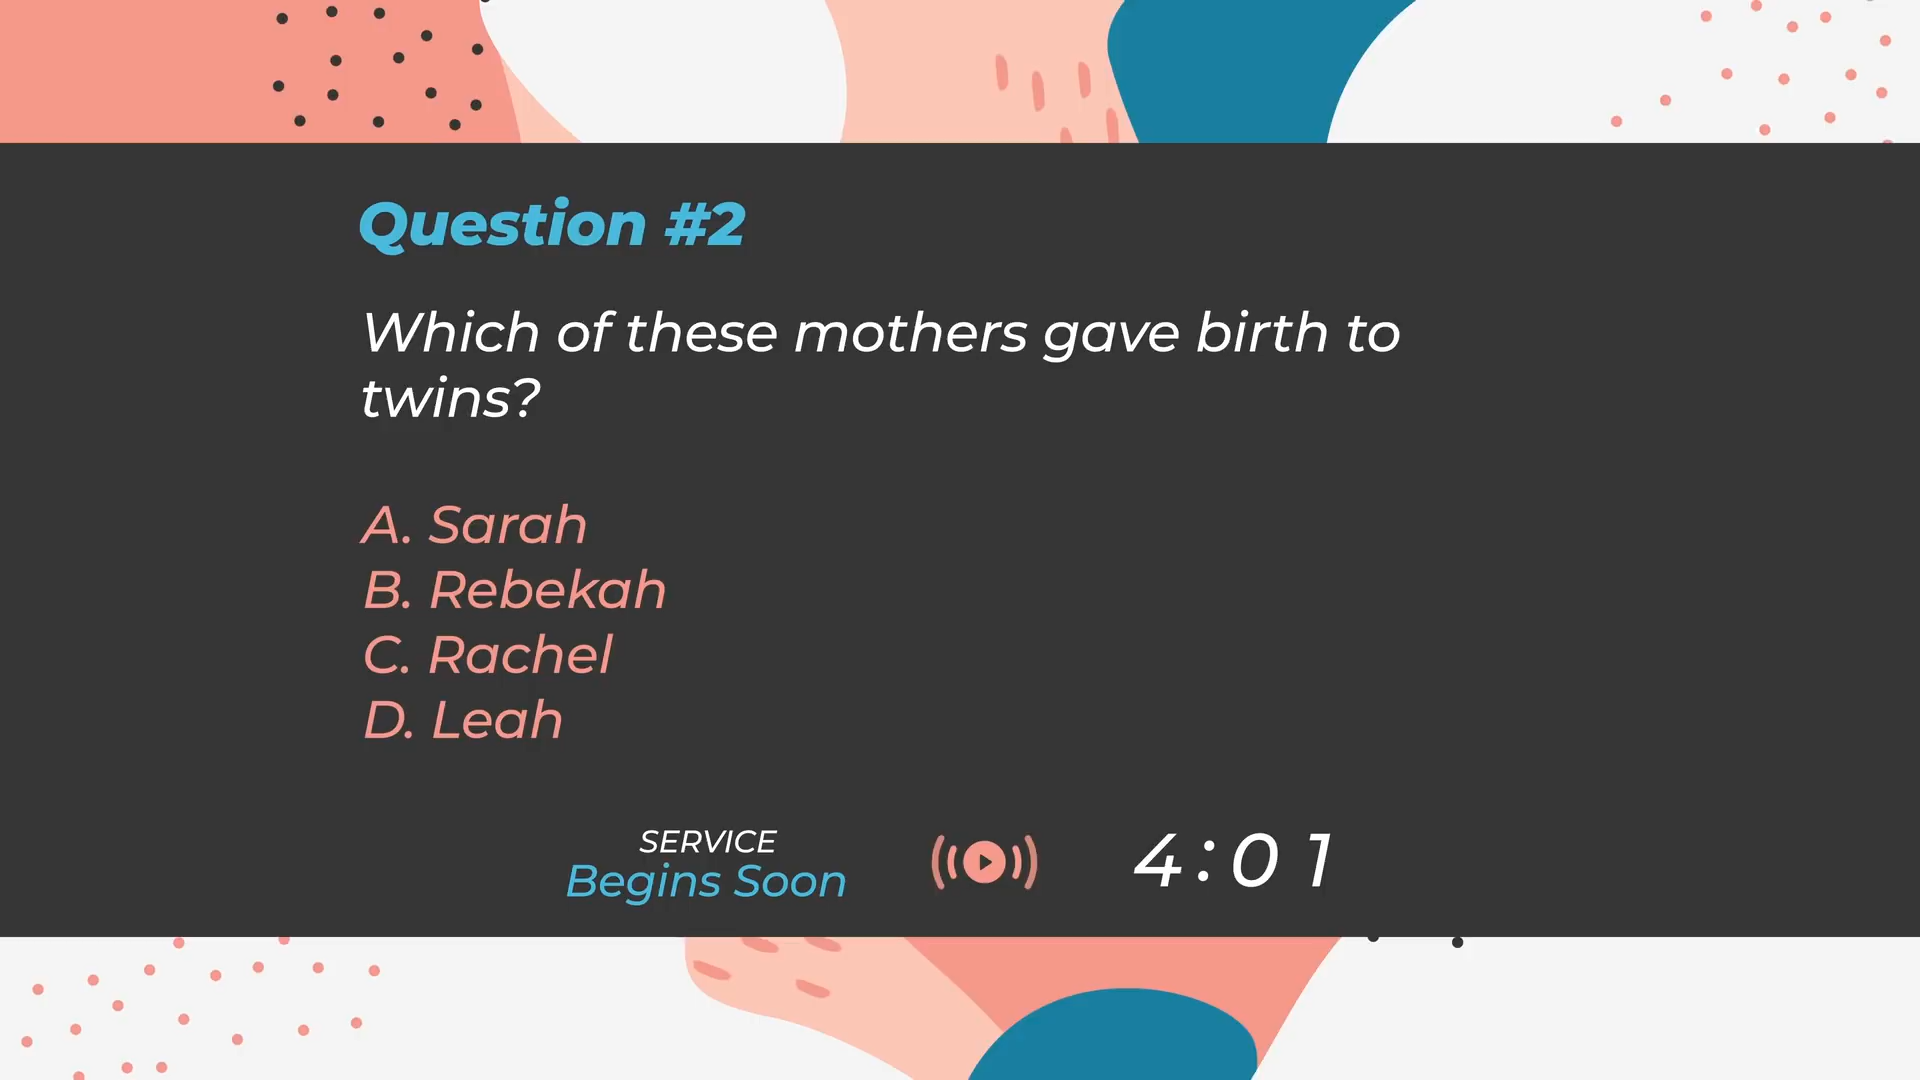 Question #2
Which of these mothers gave birth to
twins?
A. Sarah
B. Rebekah
C. Rachel
D. Leah
SERVICE
Begins Soon
4:01